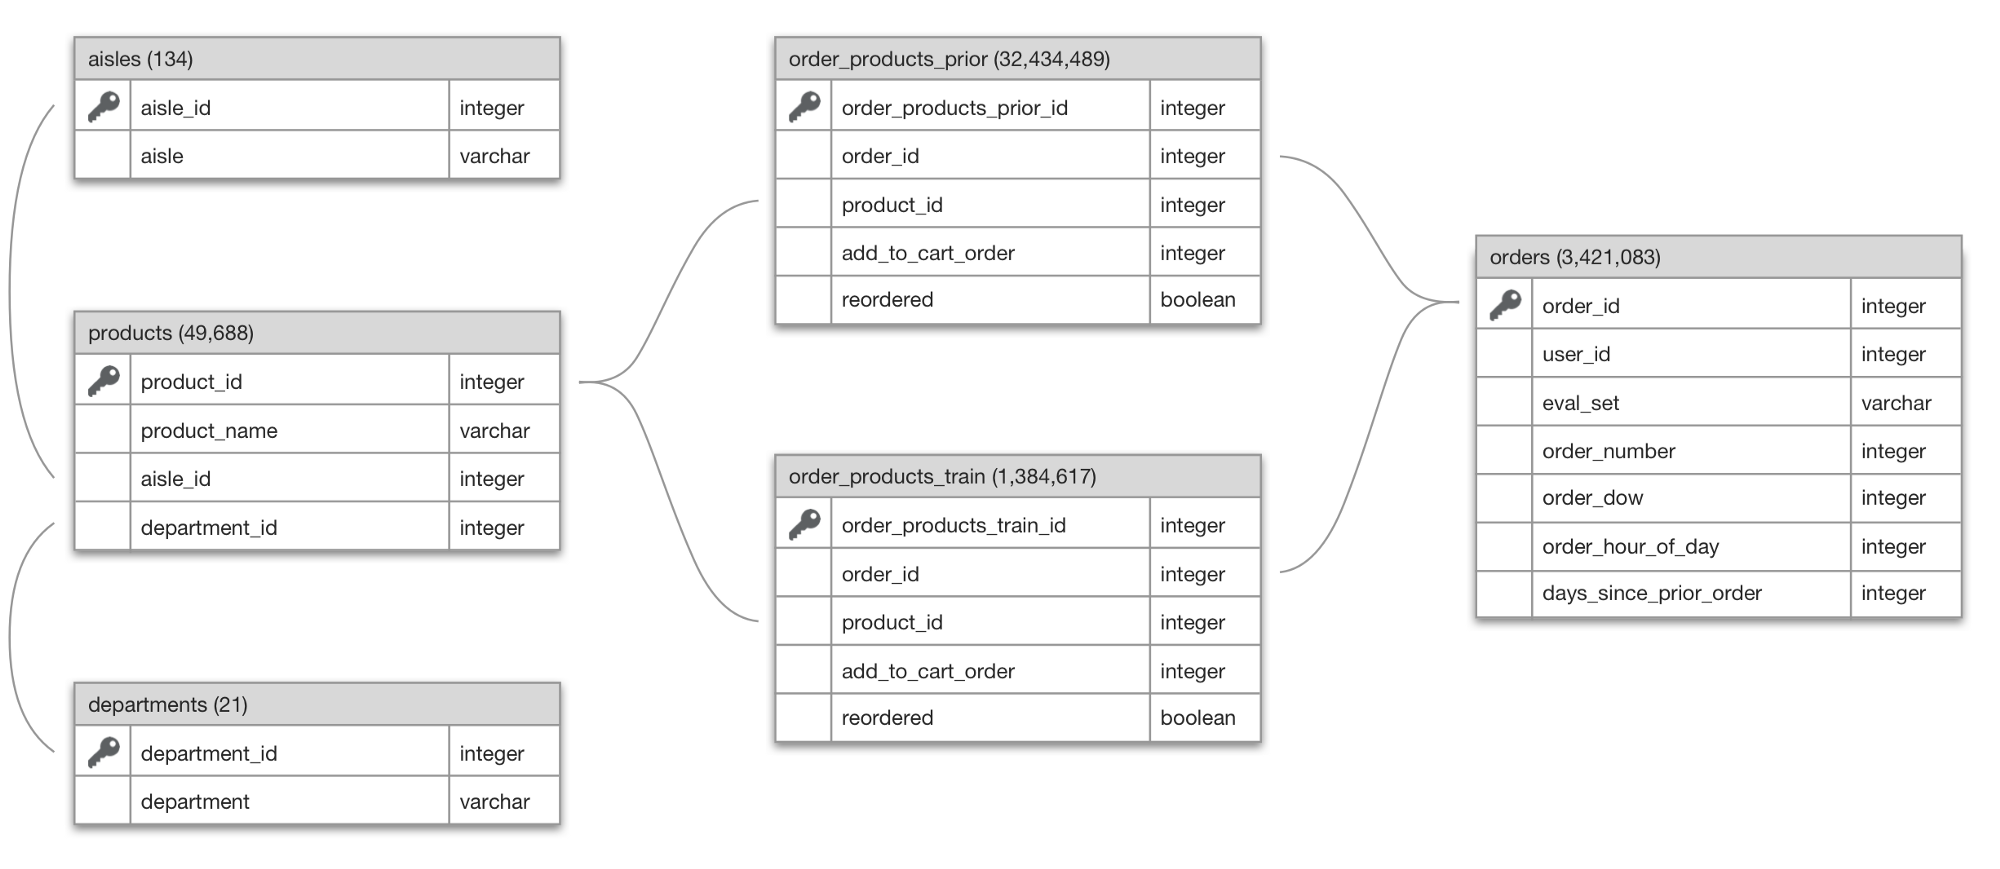 aisles (134)
aisle_id integer
aisle varchar
products (49,688)
product_id integer
product_name varchar
aisle_id integer
department_id integer
departments (21)
department_id integer
department varchar
order_products_prior (32,434,489)
order_products_prior_id integer
order_id integer
product_id integer
add_to_cart_order integer
reordered boolean
order_products_train (1,384,617)
order_products_train_id integer
order_id integer
product_id integer
add_to_cart_order integer
reordered boolean
orders (3,421,083)
order_id integer
user_id integer
eval_set varchar
order_number integer
order_dow integer
order_hour_of_day integer
days_since_prior_order integer